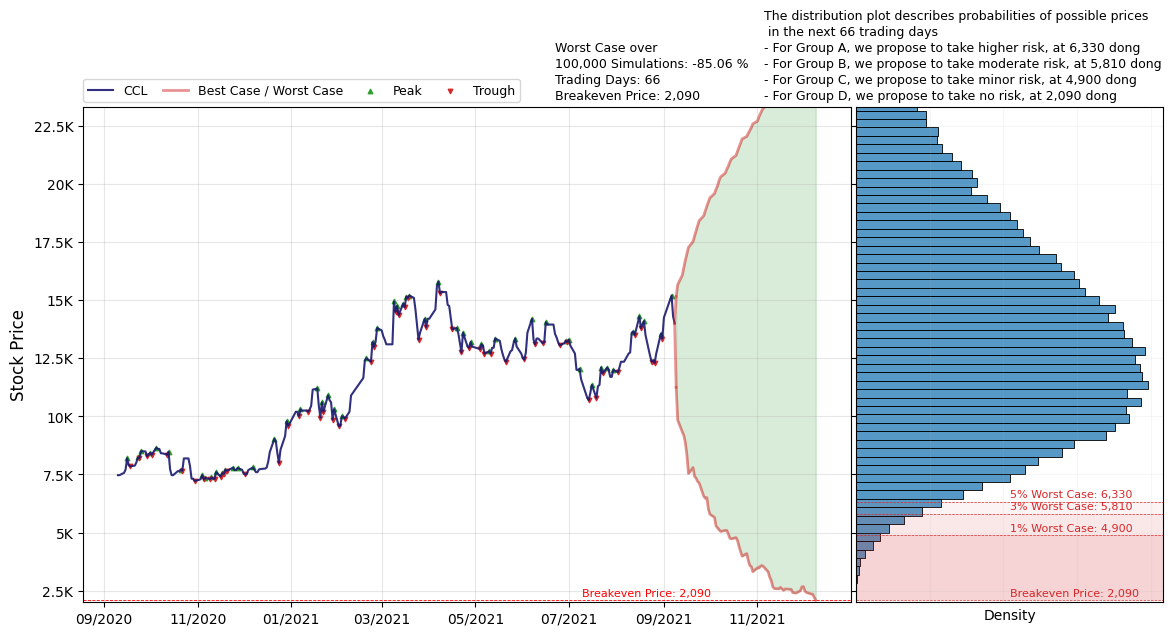 The distribution plot describes probabilities of possible prices
in the next 66 trading days
- For Group A, we propose to take higher risk, at 6,330 dong
- For Group B, we propose to take moderate risk, at 5,810 dong
- For Group C, we propose to take minor risk, at 4,900 dong
- For Group D, we propose to take no risk, at 2,090 dong
Worst Case over
100,000 Simulations: -85.06 %
Trading Days: 66
Breakeven Price: 2,090
CCL
Best Case / Worst Case
Peak
Trough
Stock Price
22.5K
20K
17.5K
15K
12.5K
10K
7.5K
5K
2.5K
Breakeven Price: 2,090
09/2020
11/2020
01/2021
03/2021
05/2021
07/2021
09/2021
11/2021
5% Worst Case: 6,330
3% Worst Case: 5,810
1% Worst Case: 4,900
Breakeven Price: 2,090
Density